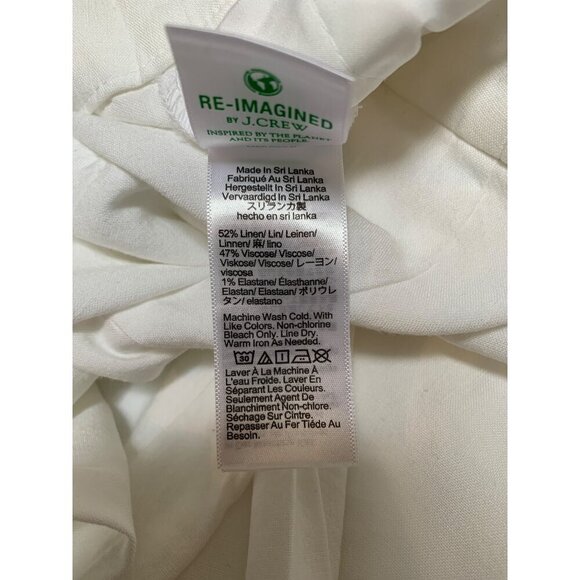 RE-IMAGINED
BY J.CREW
INSPIRED BY THE PLANET
AND ITS PEOPLE
Made In Sri Lanka
Fabriqué Au Sri Lanka
Hergestellt In Sri Lanka
Vervaardigd In Sri Lanka
スリランカ製
hecho en sri lanka
52% Linen/ Lin/ Leinen/
Linnen/ 麻/ lino
47% Viscose/ Viscose/
Viskose/ Viscose/ レーヨン/
viscosa
1% Elastane/ Élasthanne/
Elastan/ Elastaan/ ポリウレ
タン/ elastano
Machine Wash Cold. With
Like Colors. Non-chlorine
Bleach Only. Line Dry.
Warm Iron As Needed.
30
Laver À La Machine À
L'eau Froide. Laver En
Séparant Les Couleurs.
Seulement Agent De
Blanchiment Non-chlore.
Séchage Sur Cintre.
Repasser Au Fer Tiéde Au
Besoin.